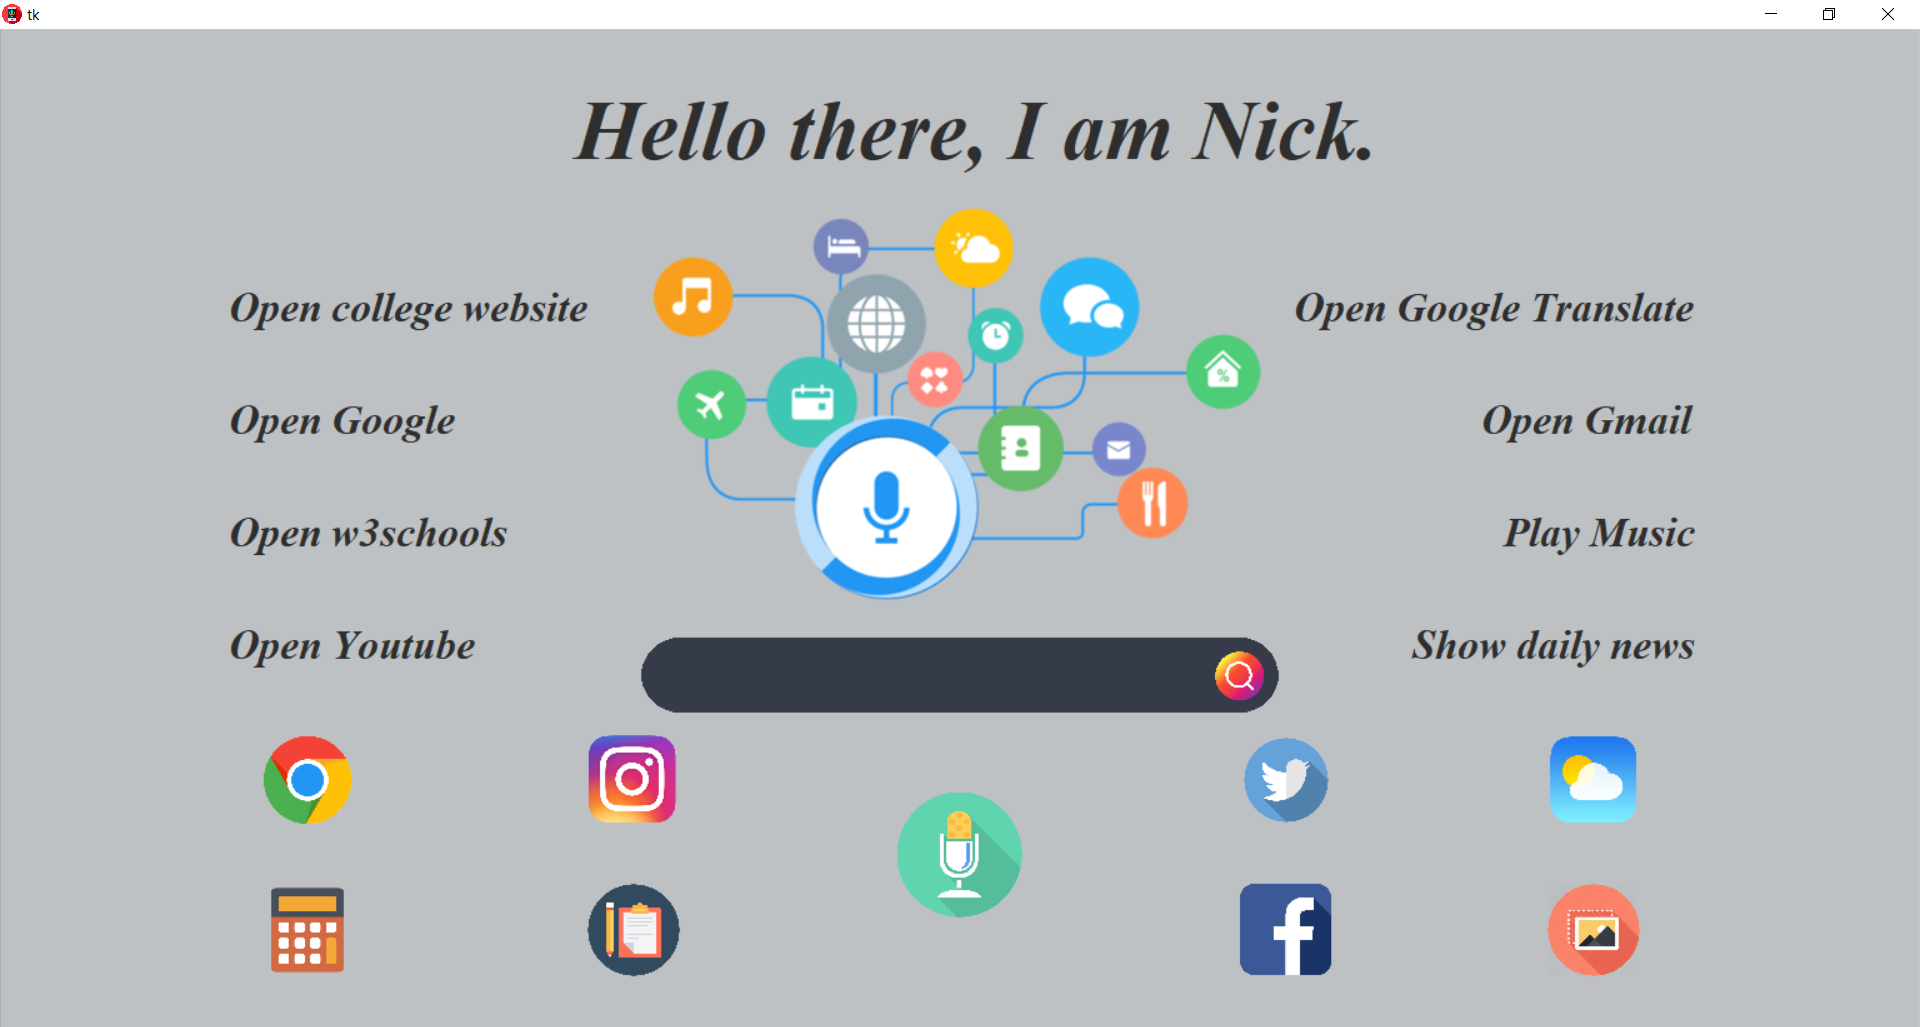 tk
Hello there, I am Nick.
Open college website
Open Google Translate
Open Google
Open Gmail
Open w3schools
Play Music
Open Youtube
Show daily news